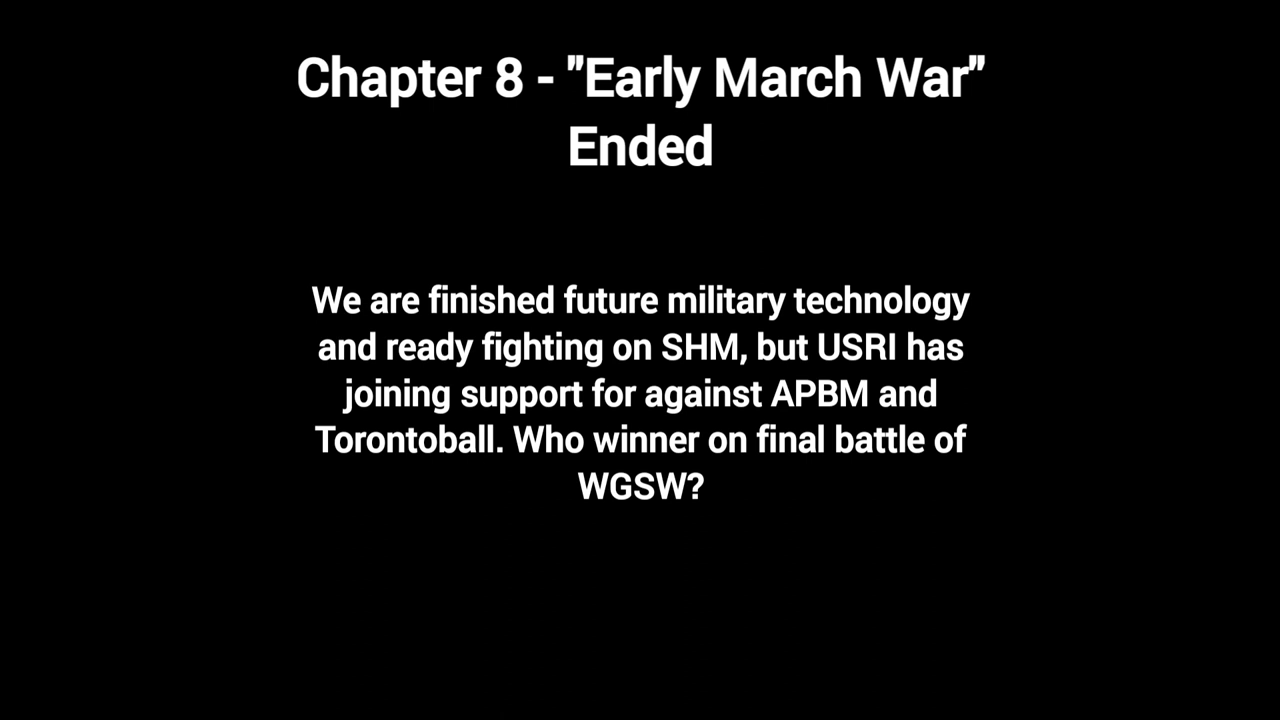 Chapter 8 - "Early March War"
Ended
We are finished future military technology
and ready fighting on SHM, but USRI has
joining support for against APBM and
Torontoball. Who winner on final battle of
WGSW?